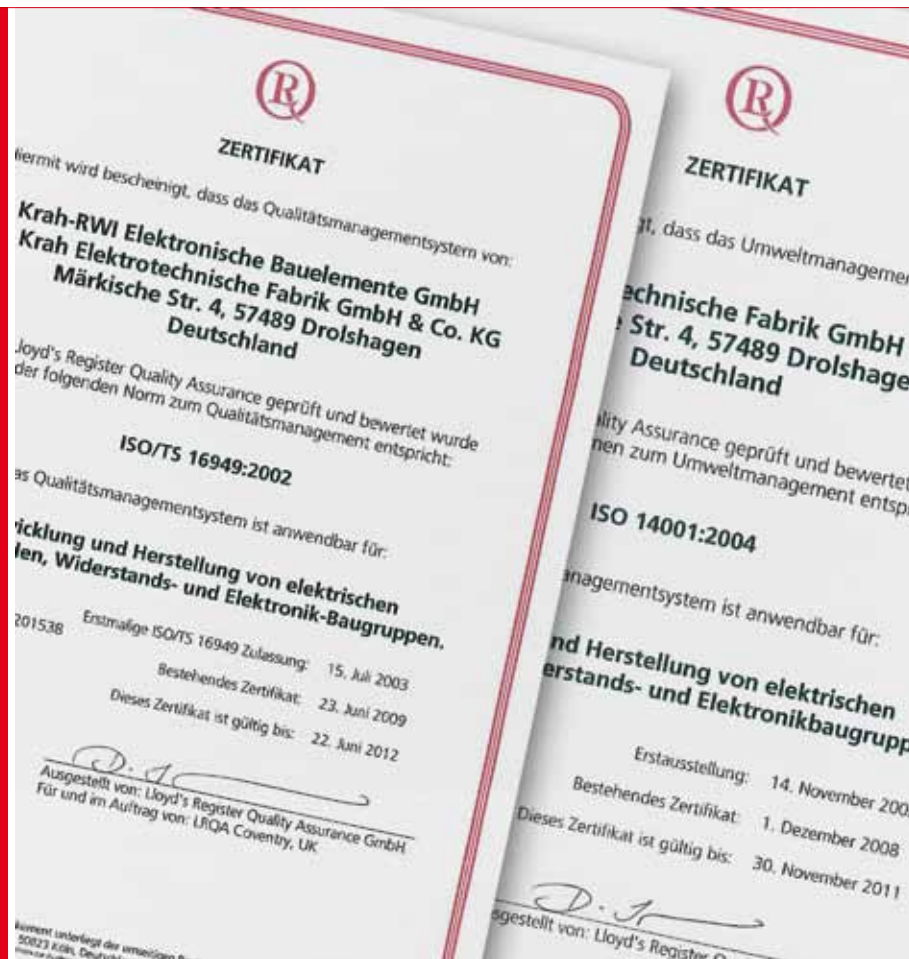 R
ZERTIFIKAT
Hiermit wird bescheinigt, dass das Qualitätsmanagementsystem von:
Krah-RWI Elektronische Bauelemente GmbH
Krah Elektrotechnische Fabrik GmbH & Co. KG
Märkische Str. 4, 57489 Drolshagen
Deutschland
Lloyd's Register Quality Assurance geprüft und bewertet wurde
der folgenden Norm zum Qualitätsmanagement entspricht:
ISO/TS 16949:2002
as Qualitätsmanagementsystem ist anwendbar für:
icklung und Herstellung von elektrischen
den, Widerstands- und Elektronik-Baugruppen.
201538
Erstmalige ISO/TS 16949 Zulassung: 15. Juli 2003
Bestehendes Zertifikat: 23. Juni 2009
Dieses Zertifikat ist gültig bis: 22. Juni 2012
Ausgestellt von: Lloyd's Register Quality Assurance GmbH
Für und im Auftrag von: LRQA Coventry, UK
50823 Köln, Deutschl
R
ZERTIFIKAT
gt, dass das Umweltmanagemen
echnische Fabrik GmbH
Str. 4, 57489 Drolshage
Deutschland
ality Assurance geprüft und bewertet
nen zum Umweltmanagement entspr
ISO 14001:2004
anagementsystem ist anwendbar für:
nd Herstellung von elektrischen
erstands- und Elektronikbaugrupp
Erstausstellung: 14. November 200
Bestehendes Zertifikat: 1. Dezember 2008
Dieses Zertifikat ist gültig bis: 30. November 2011
sgestellt von: Lloyd's Register Q